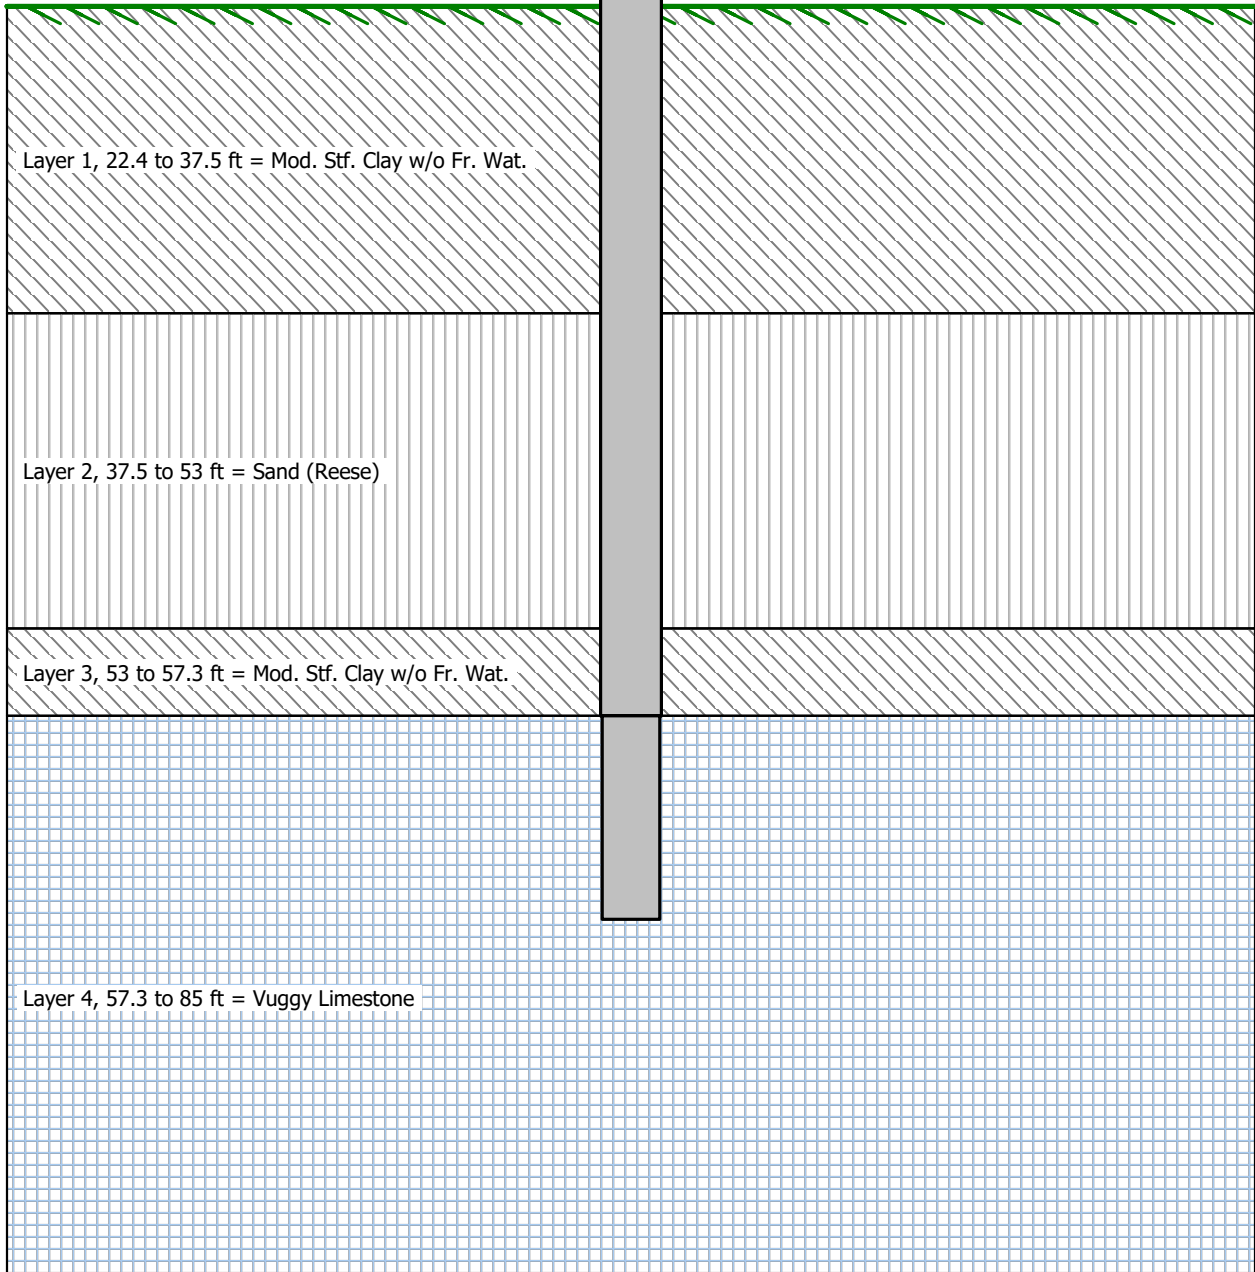 Layer 1, 22.4 to 37.5 ft = Mod. Stf. Clay w/o Fr. Wat.
Layer 2, 37.5 to 53 ft = Sand (Reese)
Layer 3, 53 to 57.3 ft = Mod. Stf. Clay w/o Fr. Wat.
Layer 4, 57.3 to 85 ft = Vuggy Limestone